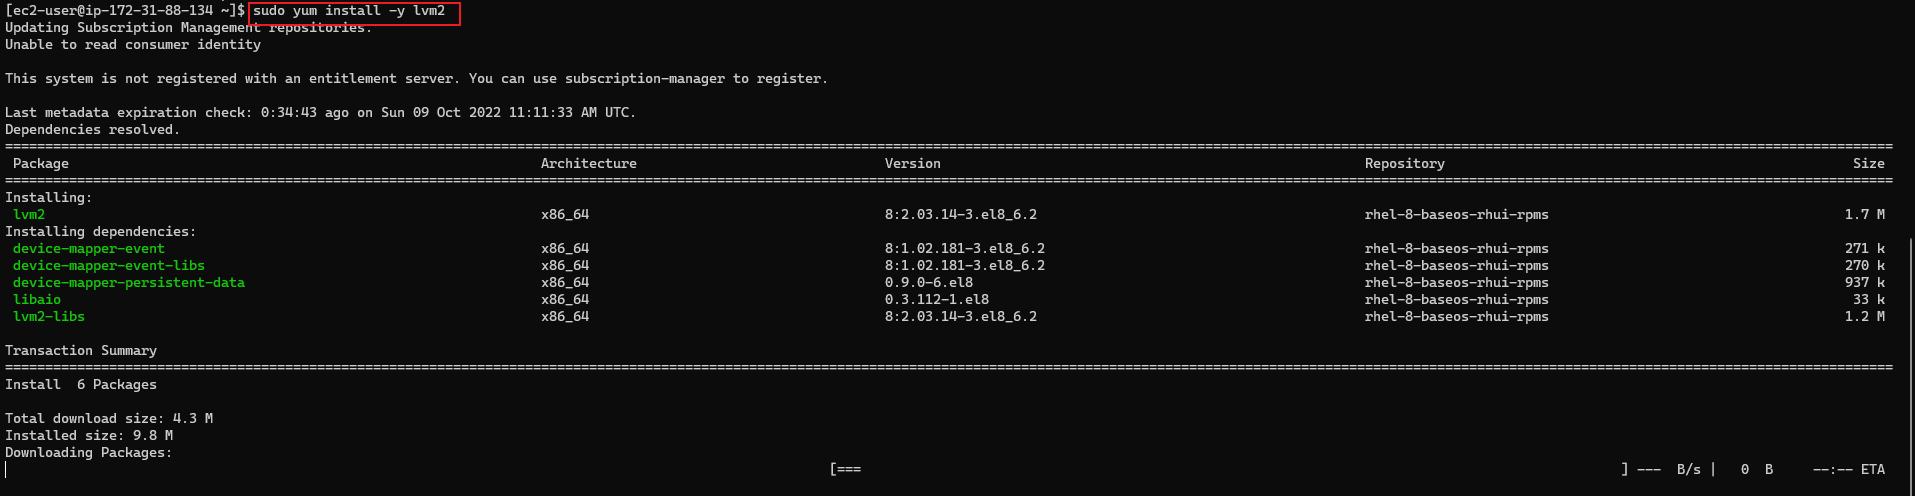 [ec2-user@ip-172-31-88-134 ~]$ sudo yum install -y lvm2
Updating Subscription Management repositories.
Unable to read consumer identity
This system is not registered with an entitlement server. You can use subscription-manager to register.
Last metadata expiration check: 0:34:43 ago on Sun 09 Oct 2022 11:11:33 AM UTC.
Dependencies resolved.
================================================================================
Package Architecture Version Repository Size
================================================================================
Installing:
lvm2 x86_64 8:2.03.14-3.el8_6.2 rhel-8-baseos-rhui-rpms 1.7 M
Installing dependencies:
device-mapper-event x86_64 8:1.02.181-3.el8_6.2 rhel-8-baseos-rhui-rpms 271 k
device-mapper-event-libs x86_64 8:1.02.181-3.el8_6.2 rhel-8-baseos-rhui-rpms 270 k
device-mapper-persistent-data x86_64 0.9.0-6.el8 rhel-8-baseos-rhui-rpms 937 k
libaio x86_64 0.3.112-1.el8 rhel-8-baseos-rhui-rpms 33 k
lvm2-libs x86_64 8:2.03.14-3.el8_6.2 rhel-8-baseos-rhui-rpms 1.2 M
Transaction Summary
================================================================================
Install 6 Packages
Total download size: 4.3 M
Installed size: 9.8 M
Downloading Packages:
[=== ] --- B/s | 0 B --:-- ETA